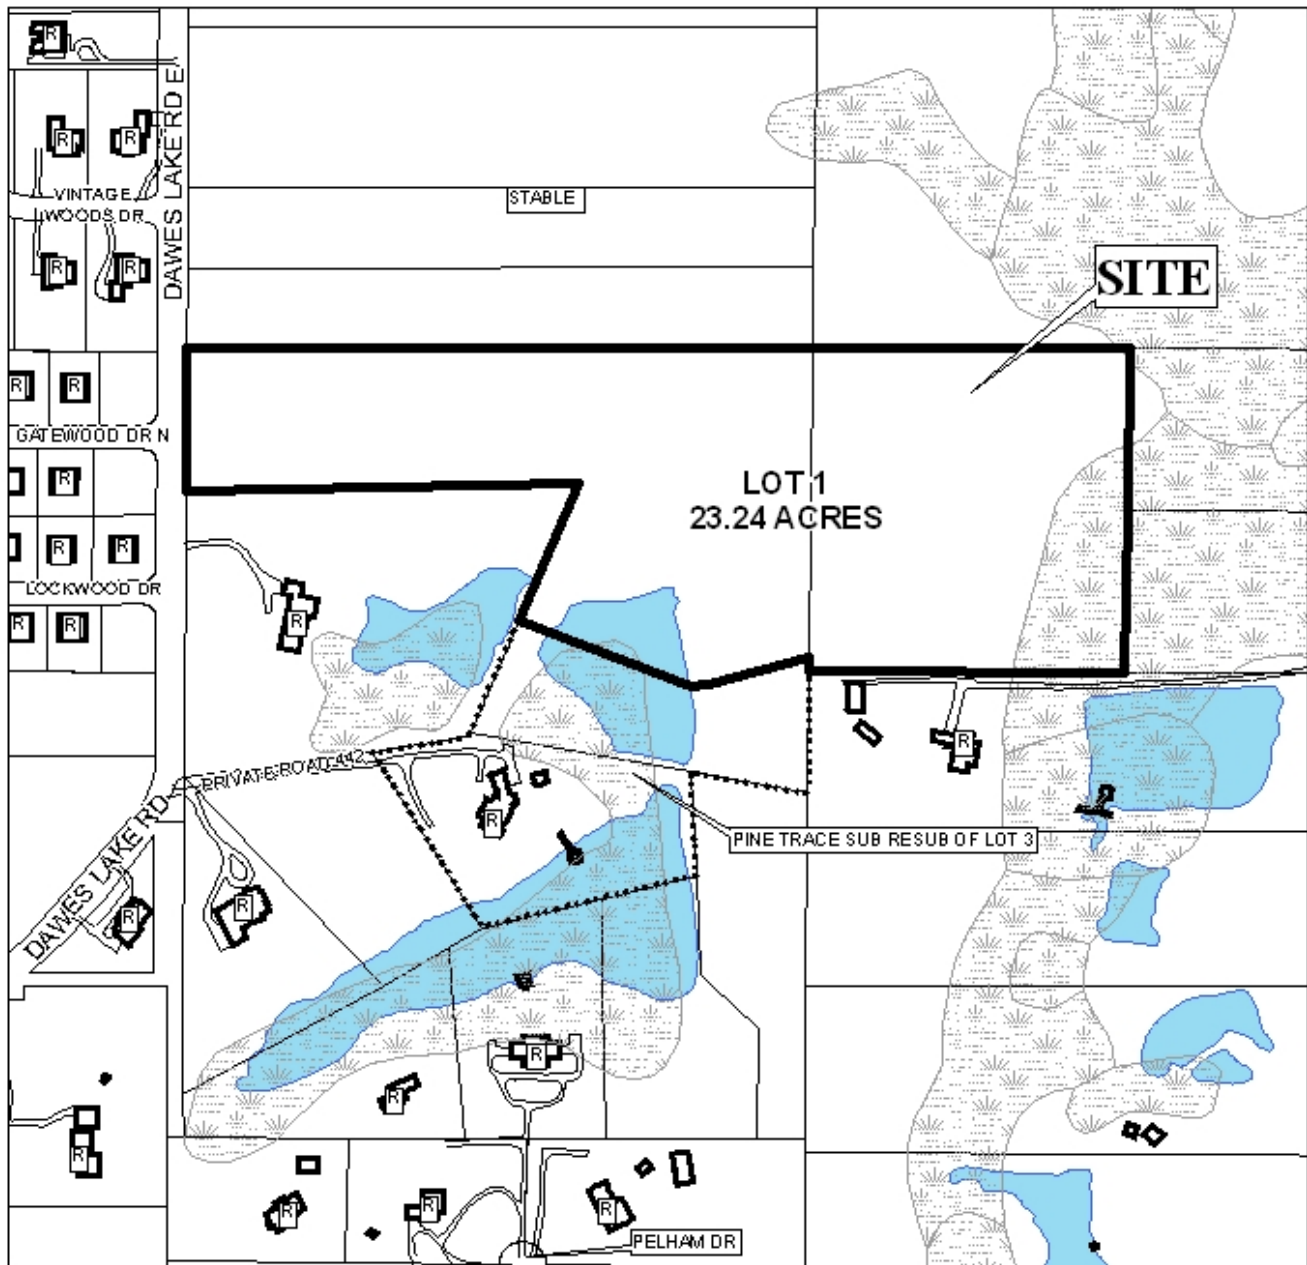 R
DAWES LAKE RD E
R
R
VINTAGE
WOODS DR
STABLE
R
R
SITE
R
R
GATEWOOD DR N
R
LOT 1
23.24 ACRES
R
R
LOCKWOOD DR
R
R
R
R
PRIVATE ROAD 442
DAWES LAKE RD
R
PINE TRACE SUB RESUB OF LOT 3
R
R
R
R
R
R
R
R
PELHAM DR